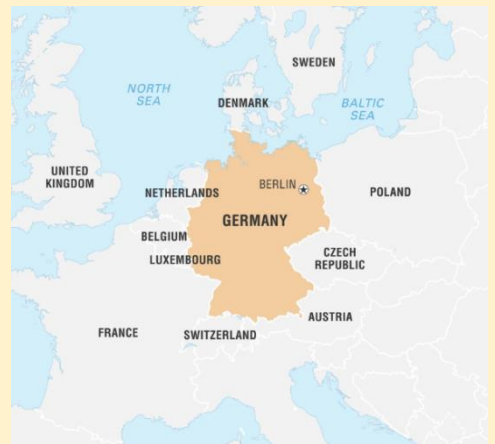 SWEDEN
NORTH
SEA
DENMARK
BALTIC
SEA
UNITED
KINGDOM
NETHERLANDS
BERLIN
POLAND
GERMANY
BELGIUM
LUXEMBOURG
CZECH
REPUBLIC
AUSTRIA
FRANCE
SWITZERLAND